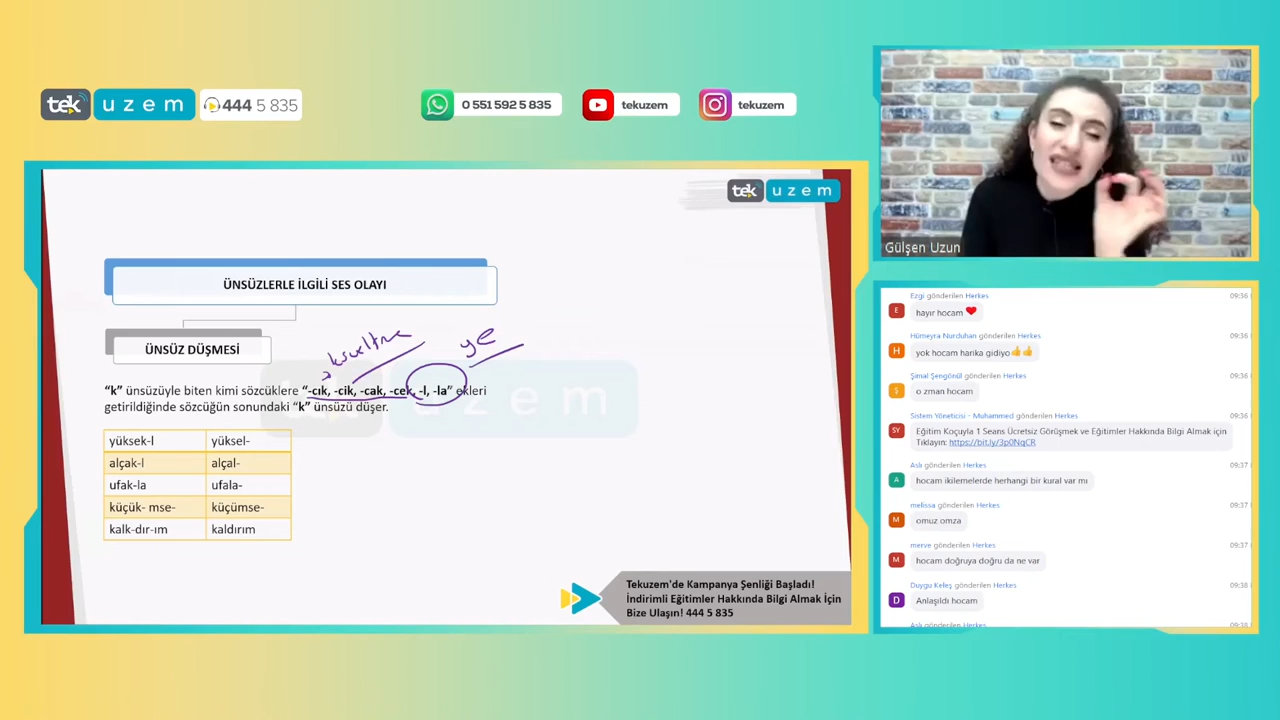 tek uzem 444 5 835
0 551 592 5 835
tekuzem
tekuzem
tek uzem
ÜNSÜZLERLE İLGİLİ SES OLAYI
ÜNSÜZ DÜŞMESİ
ye
“k” ünsüzüyle biten kimi sözcüklere “-cık, -cik, -cak, -cek, -l, -la” ekleri
getirildiğinde sözcüğün sonundaki “k” ünsüzü düşer.
yüksek-l yüksel-
alçak-l alçal-
ufak-la ufala-
küçük- mse- küçümse-
kalk-dır-ım kaldırım
uzem
Tekuzem'de Kampanya Şenliği Başladı!
İndirimli Eğitimler Hakkında Bilgi Almak İçin
Bize Ulaşın! 444 5 835
Gülşen Uzun
Ezgi gönderilen Herkes 09:36
E hayır hocam
Hümeyra Nurduhan gönderilen Herkes 09:36
H yok hocam harika gidiyo
Şimal Şengönül gönderilen Herkes 09:36
Ş o zman hocam
Sistem Yöneticisi - Muhammed gönderilen Herkes 09:36
SY Eğitim Koçuyla 1 Seans Ücretsiz Görüşmek ve Eğitimler Hakkında Bilgi Almak için
Tıklayın: https://bit.ly/3p0NqCR
Aslı gönderilen Herkes 09:37
A hocam ikilemelerde herhangi bir kural var mı
melissa gönderilen Herkes 09:37
M omuz omza
merve gönderilen Herkes 09:37
M hocam doğruya doğru da ne var
Duygu Keleş gönderilen Herkes 09:38
D Anlaşıldı hocam
Aslı gönderilen Herkes 09:38